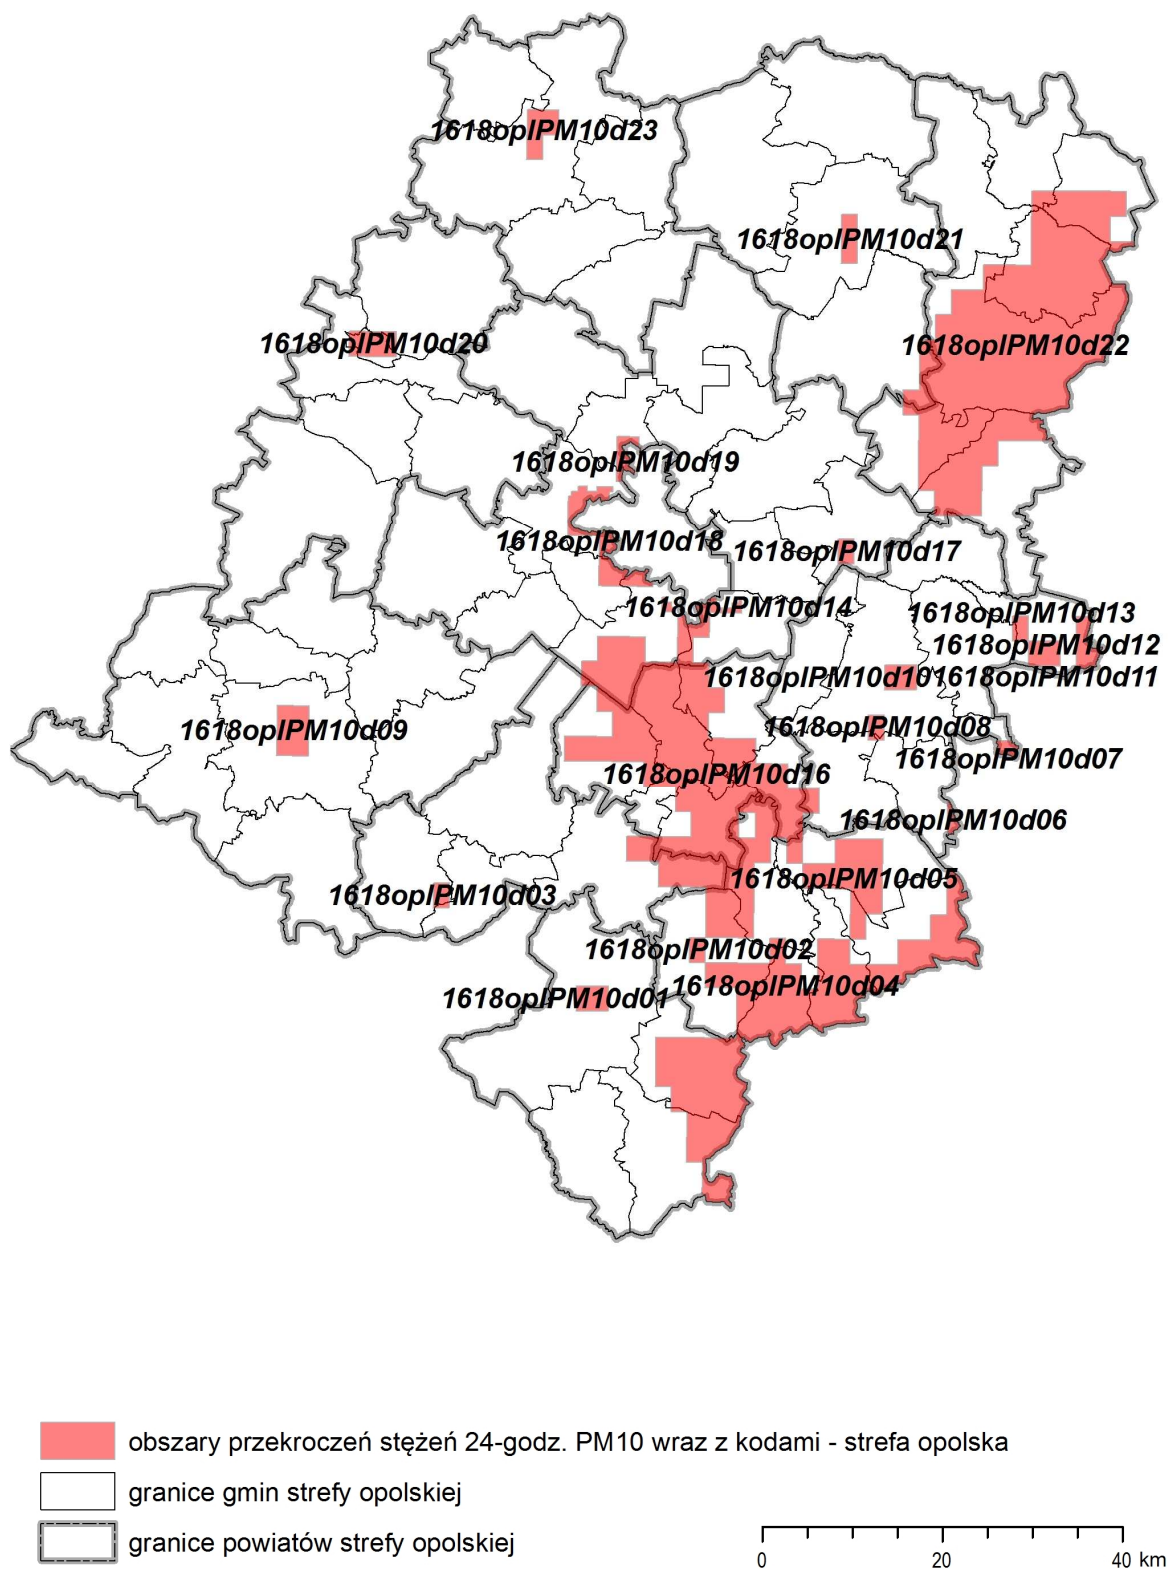 1618oplPM10d23
1618oplPM10d21
1618oplPM10d20
1618oplPM10d22
1618oplPM10d19
1618oplPM10d18
1618oplPM10d17
1618oplPM10d14
1618oplPM10d13
1618oplPM10d12
1618oplPM10d10
1618oplPM10d11
1618oplPM10d09
1618oplPM10d08
1618oplPM10d07
1618oplPM10d16
1618oplPM10d06
1618oplPM10d05
1618oplPM10d03
1618oplPM10d02
1618oplPM10d04
1618oplPM10d01
obszary przekroczeń stężeń 24-godz. PM10 wraz z kodami - strefa opolska
granice gmin strefy opolskiej
granice powiatów strefy opolskiej
0 20 40 km